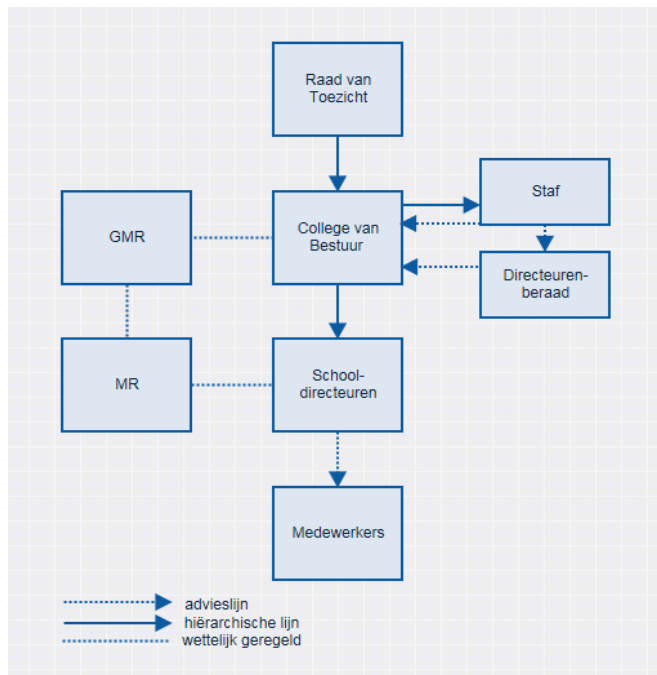 Raad van
Toezicht
Staf
GMR
College van
Bestuur
Directeuren-
beraad
MR
School-
directeuren
Medewerkers
advieslijn
hiërarchische lijn
wettelijk geregeld